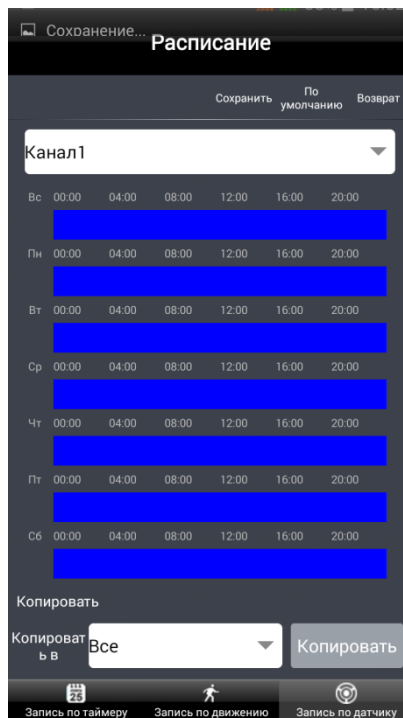 Сохранение...
Расписание
Сохранить По умолчанию Возврат
Канал1
Вс 00:00 04:00 08:00 12:00 16:00 20:00
Пн 00:00 04:00 08:00 12:00 16:00 20:00
Вт 00:00 04:00 08:00 12:00 16:00 20:00
Ср 00:00 04:00 08:00 12:00 16:00 20:00
Чт 00:00 04:00 08:00 12:00 16:00 20:00
Пт 00:00 04:00 08:00 12:00 16:00 20:00
Сб 00:00 04:00 08:00 12:00 16:00 20:00
Копировать
Копироват
ь в
Все
Копировать
25
Запись по таймеру Запись по движению Запись по датчику